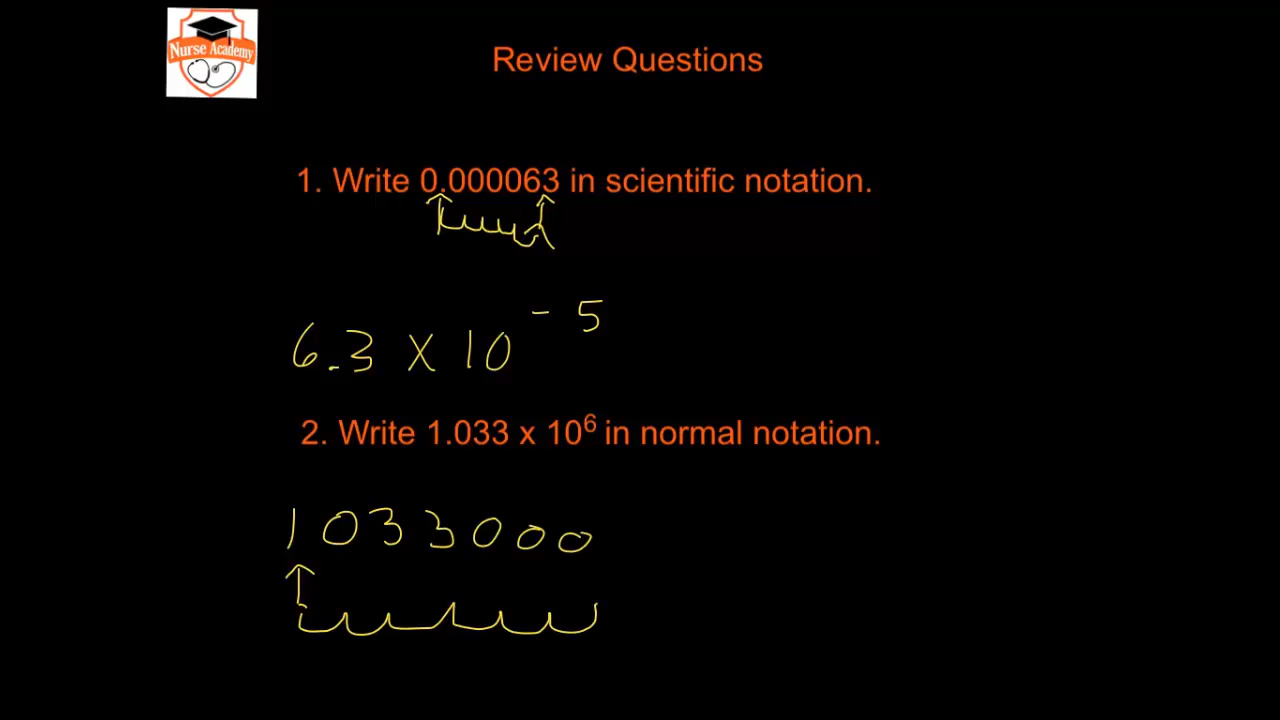 Nurse Academy
Review Questions
1. Write 0.000063 in scientific notation.
6.3 X 10⁻⁵
2. Write 1.033 x 10⁶ in normal notation.
1033000